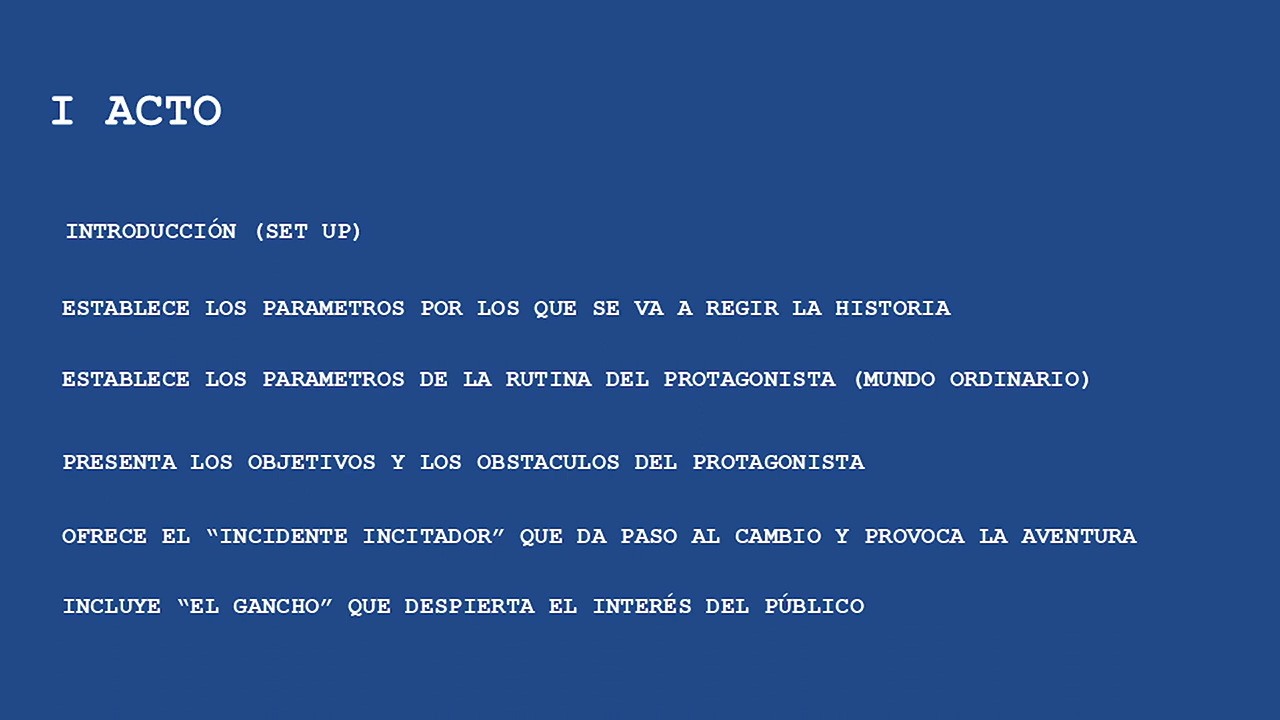 I ACTO
INTRODUCCIÓN (SET UP)
ESTABLECE LOS PARAMETROS POR LOS QUE SE VA A REGIR LA HISTORIA
ESTABLECE LOS PARAMETROS DE LA RUTINA DEL PROTAGONISTA (MUNDO ORDINARIO)
PRESENTA LOS OBJETIVOS Y LOS OBSTACULOS DEL PROTAGONISTA
OFRECE EL “INCIDENTE INCITADOR” QUE DA PASO AL CAMBIO Y PROVOCA LA AVENTURA
INCLUYE “EL GANCHO” QUE DESPIERTA EL INTERÉS DEL PÚBLICO